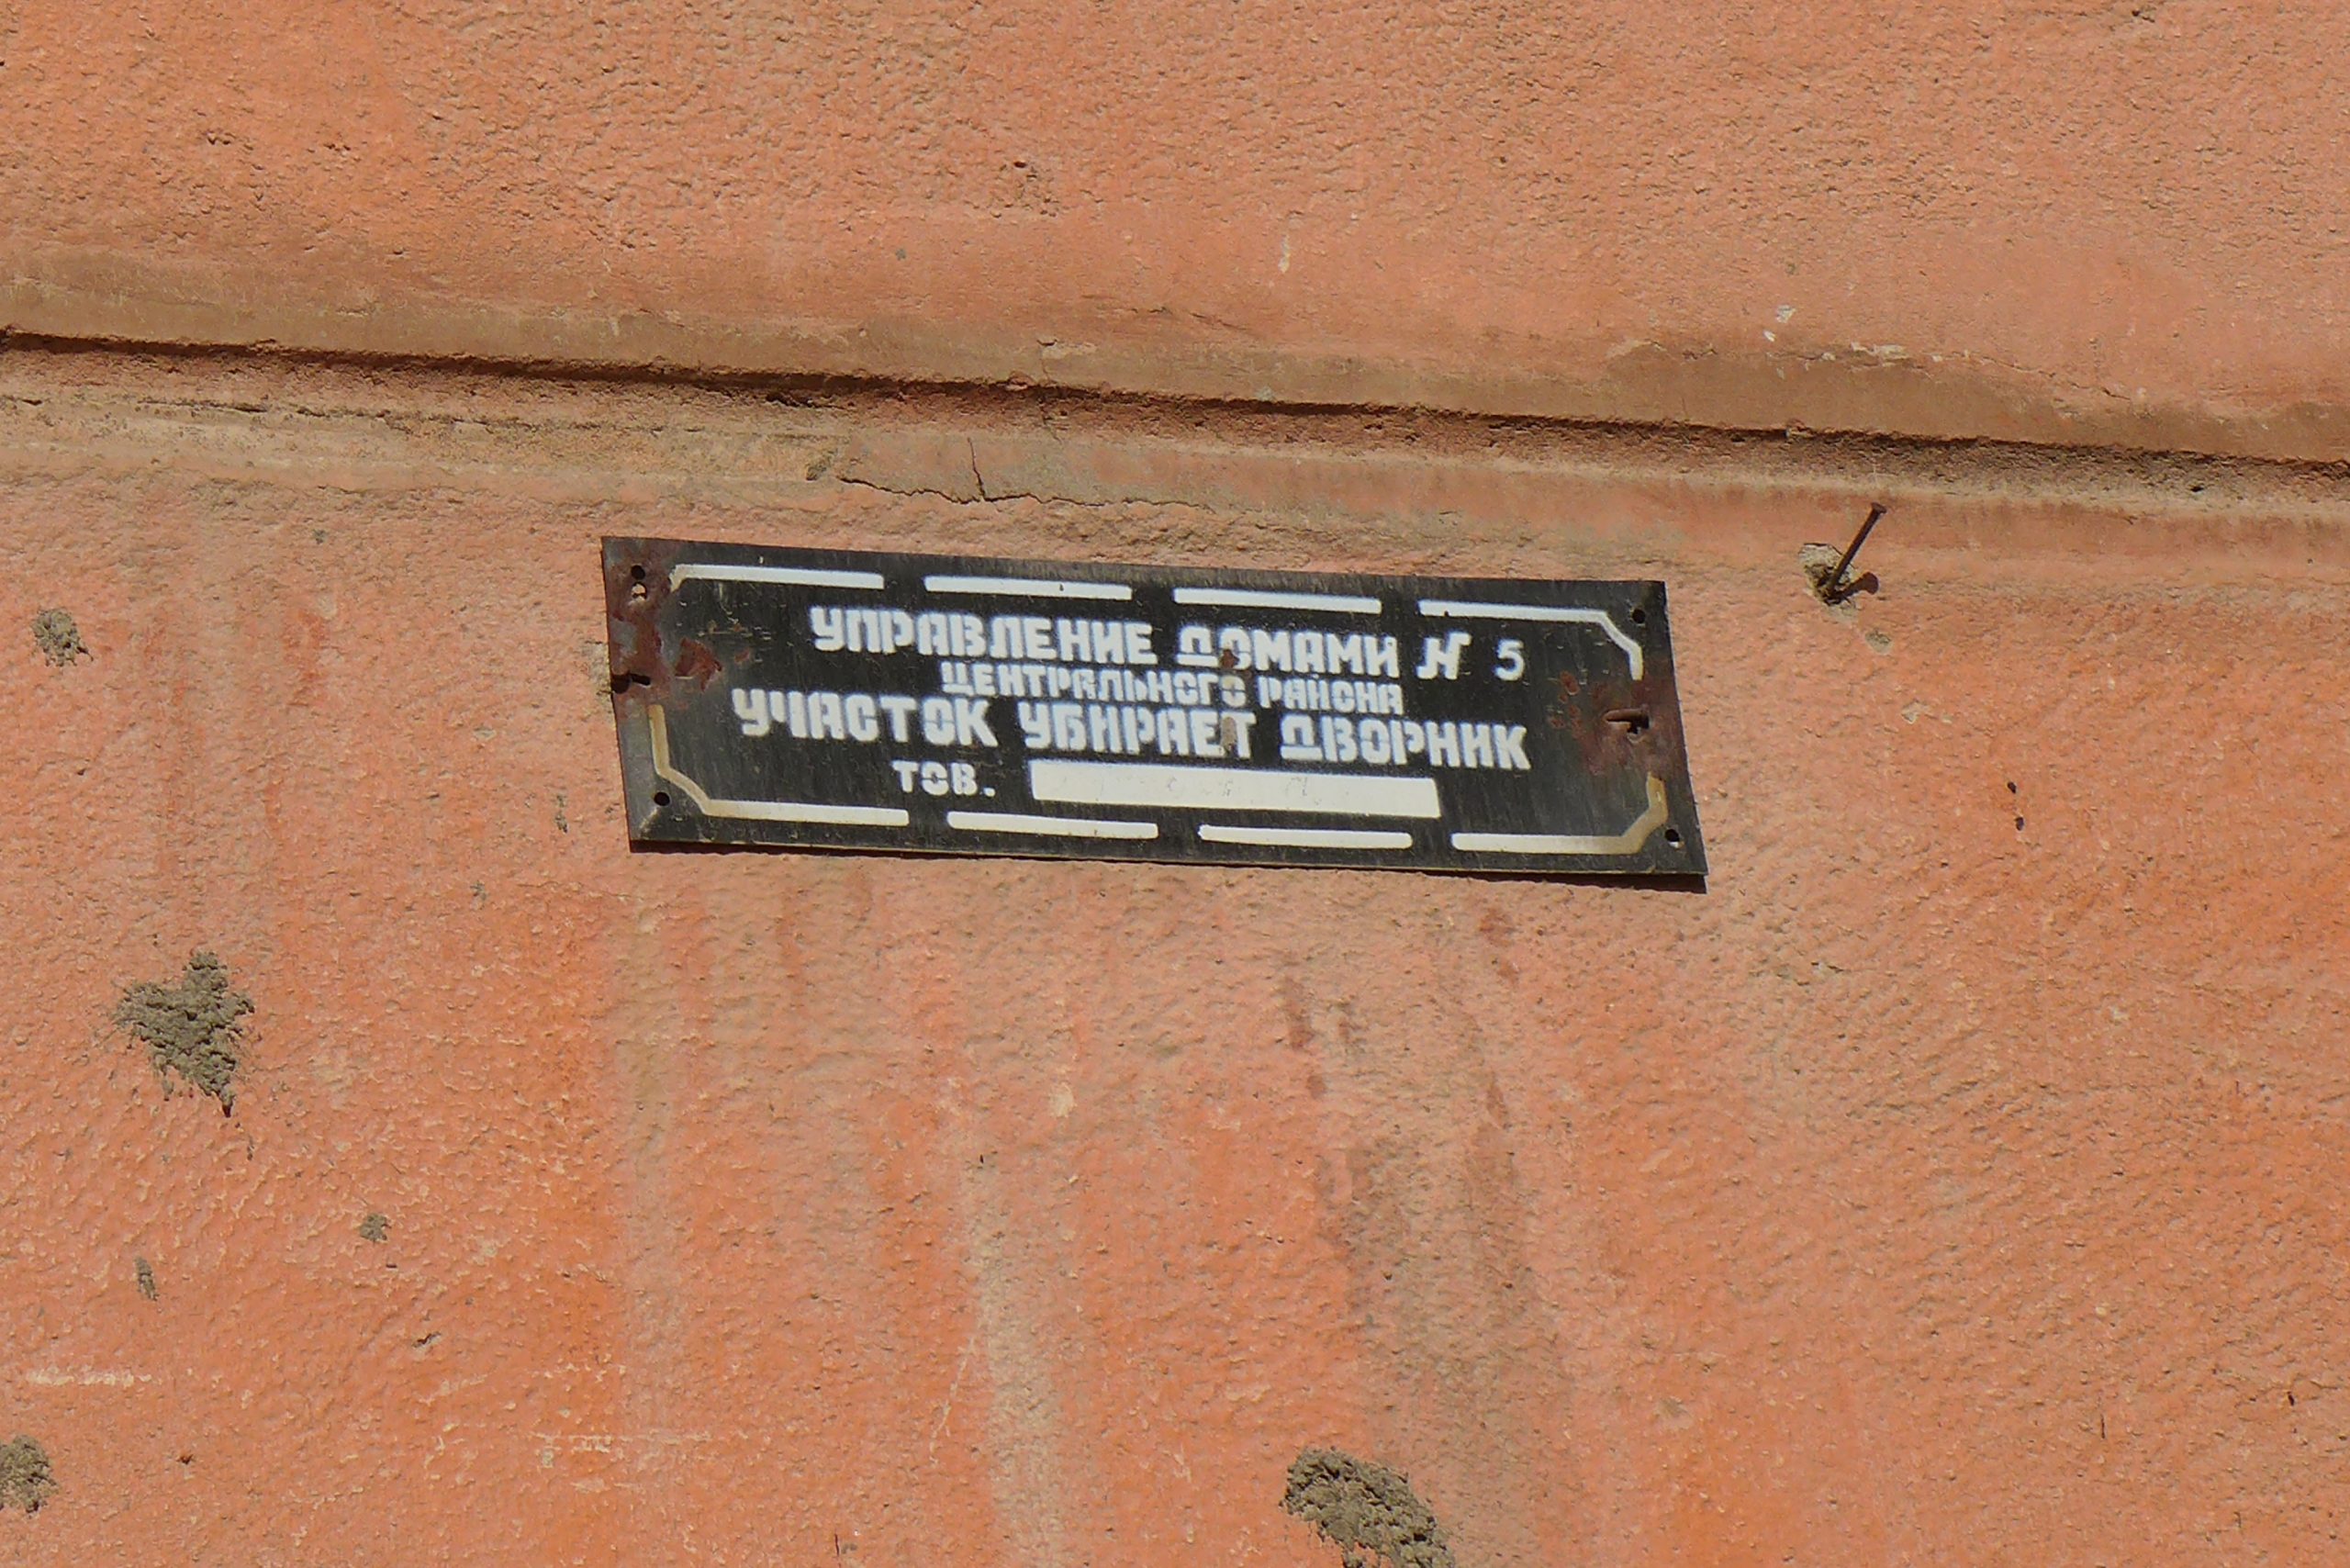 УПРАВЛЕНИЕ ДОМАМИ N 5
ЦЕНТРАЛЬНОГО РАЙОНА
УЧАСТОК УБИРАЕТ ДВОРНИК
ТОВ.